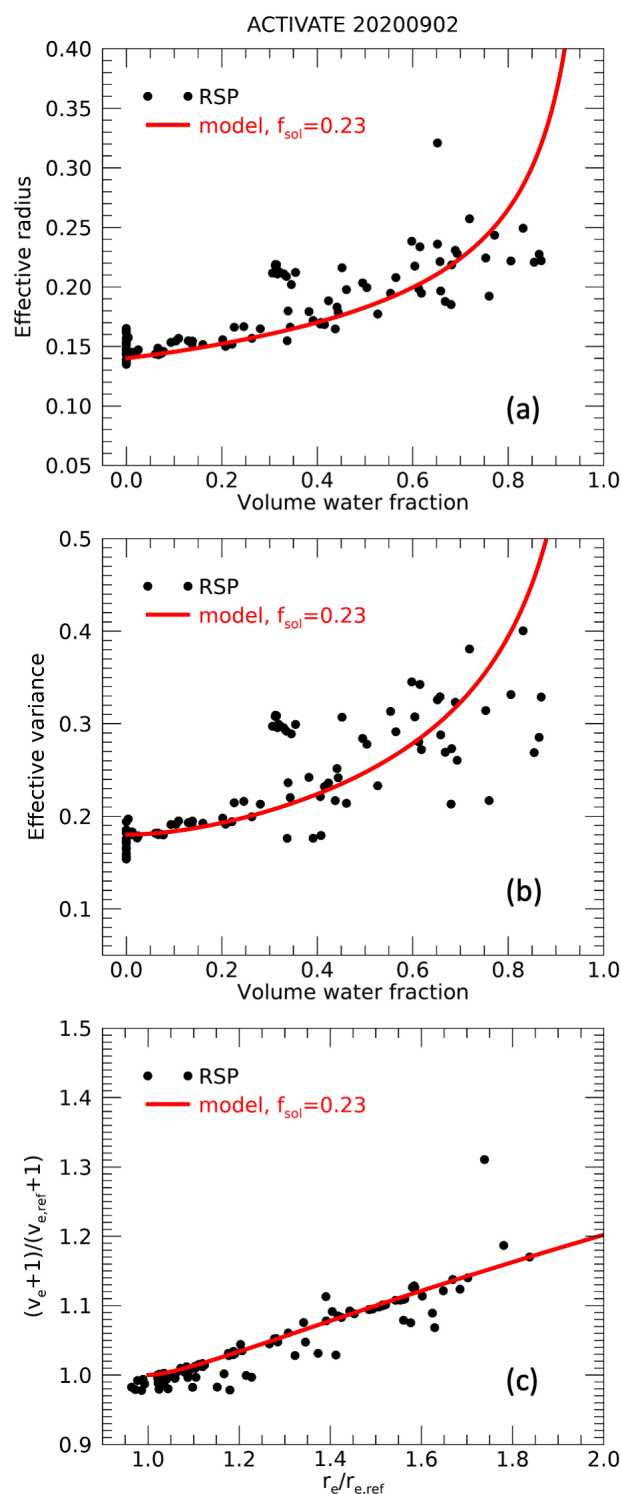 ACTIVATE 20200902
0.40
0.35
0.30
0.25
0.20
0.15
0.10
0.05
Effective radius
RSP
model, fsol=0.23
(a)
0.0 0.2 0.4 0.6 0.8 1.0
Volume water fraction
0.5
0.4
0.3
0.2
0.1
Effective variance
RSP
model, fsol=0.23
(b)
0.0 0.2 0.4 0.6 0.8 1.0
Volume water fraction
1.5
1.4
1.3
1.2
1.1
1.0
0.9
(ve+1)/(ve,ref+1)
RSP
model, fsol=0.23
(c)
1.0 1.2 1.4 1.6 1.8 2.0
re/re,ref